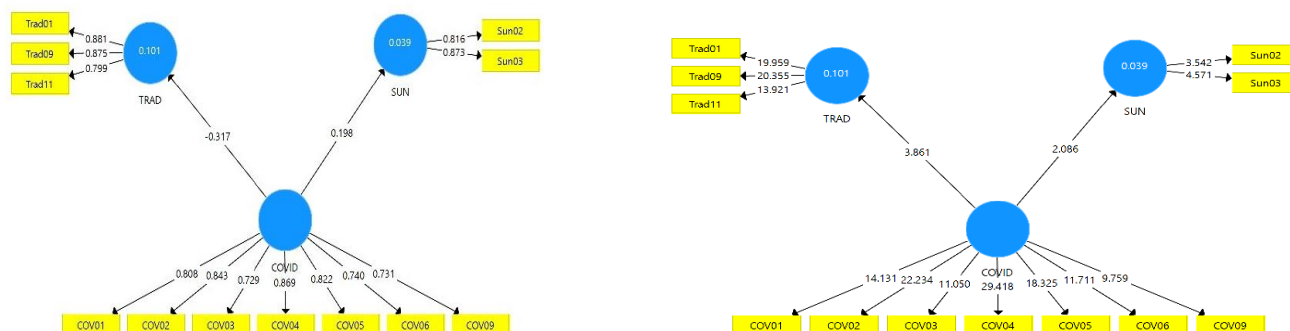 Trad01
Trad09
Trad11
0.881
0.875
0.799
0.101
TRAD
0.039
SUN
0.816
0.873
Sun02
Sun03
-0.317
0.198
COVID
0.808
0.843
0.729
0.869
0.822
0.740
0.731
COV01
COV02
COV03
COV04
COV05
COV06
COV09
Trad01
Trad09
Trad11
19.959
20.355
13.921
0.101
TRAD
0.039
SUN
3.542
4.571
Sun02
Sun03
3.861
2.086
COVID
14.131
22.234
11.050
29.418
18.325
11.711
9.759
COV01
COV02
COV03
COV04
COV05
COV06
COV09